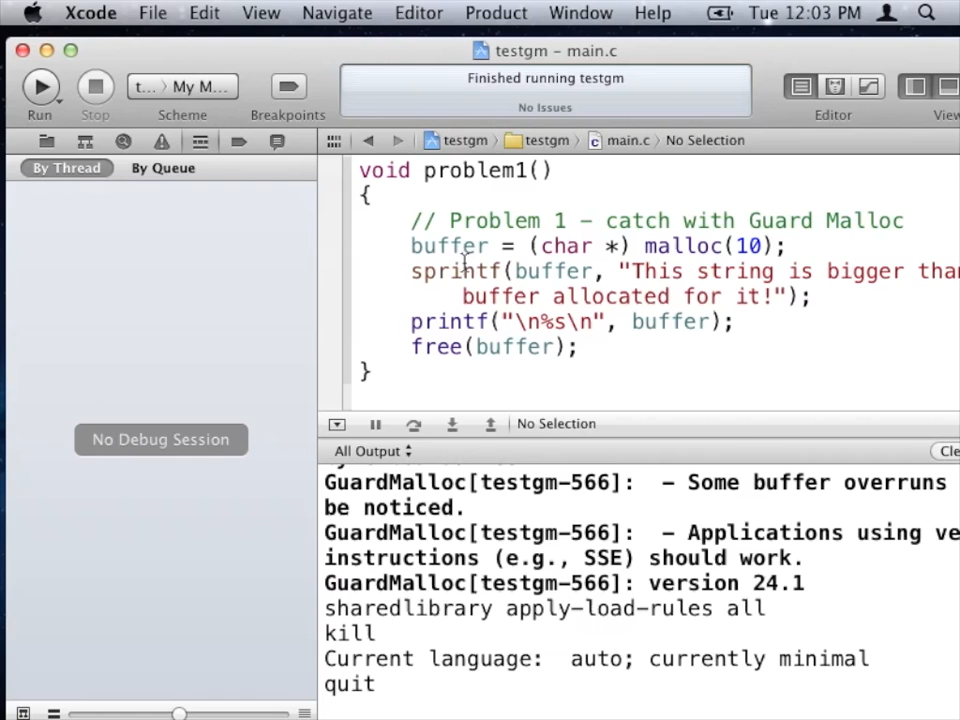 Xcode File Edit View Navigate Editor Product Window Help Tue 12:03 PM
testgm – main.c
t... 〉 My M...
Finished running testgm
No Issues
Run Stop Scheme Breakpoints Editor View
testgm 〉 testgm 〉 main.c 〉 No Selection
By Thread By Queue
void problem1()
{
// Problem 1 – catch with Guard Malloc
buffer = (char *) malloc(10);
sprintf(buffer, "This string is bigger than
buffer allocated for it!");
printf("\n%s\n", buffer);
free(buffer);
}
No Debug Session
No Selection
All Output
Cle
GuardMalloc[testgm-566]:  - Some buffer overruns
be noticed.
GuardMalloc[testgm-566]:  - Applications using ve
instructions (e.g., SSE) should work.
GuardMalloc[testgm-566]: version 24.1
sharedlibrary apply-load-rules all
kill
Current language:  auto; currently minimal
quit